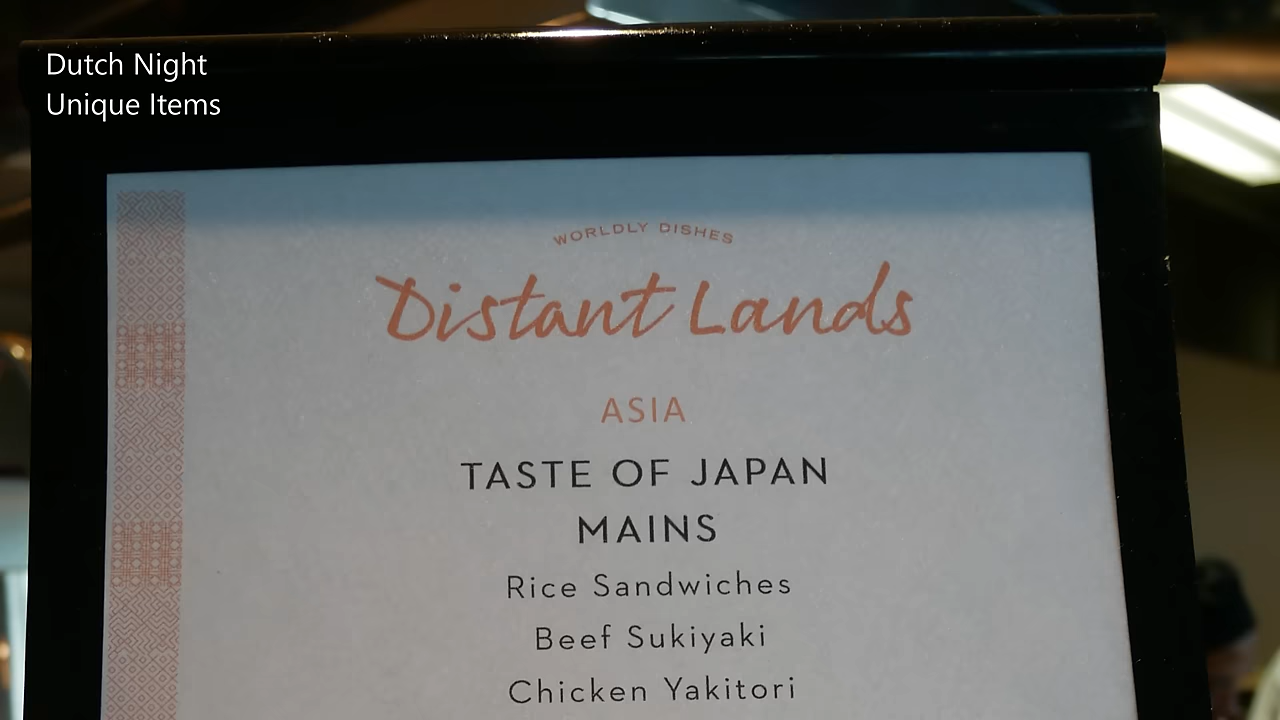 Dutch Night
Unique Items
WORLDLY DISHES
Distant Lands
ASIA
TASTE OF JAPAN
MAINS
Rice Sandwiches
Beef Sukiyaki
Chicken Yakitori